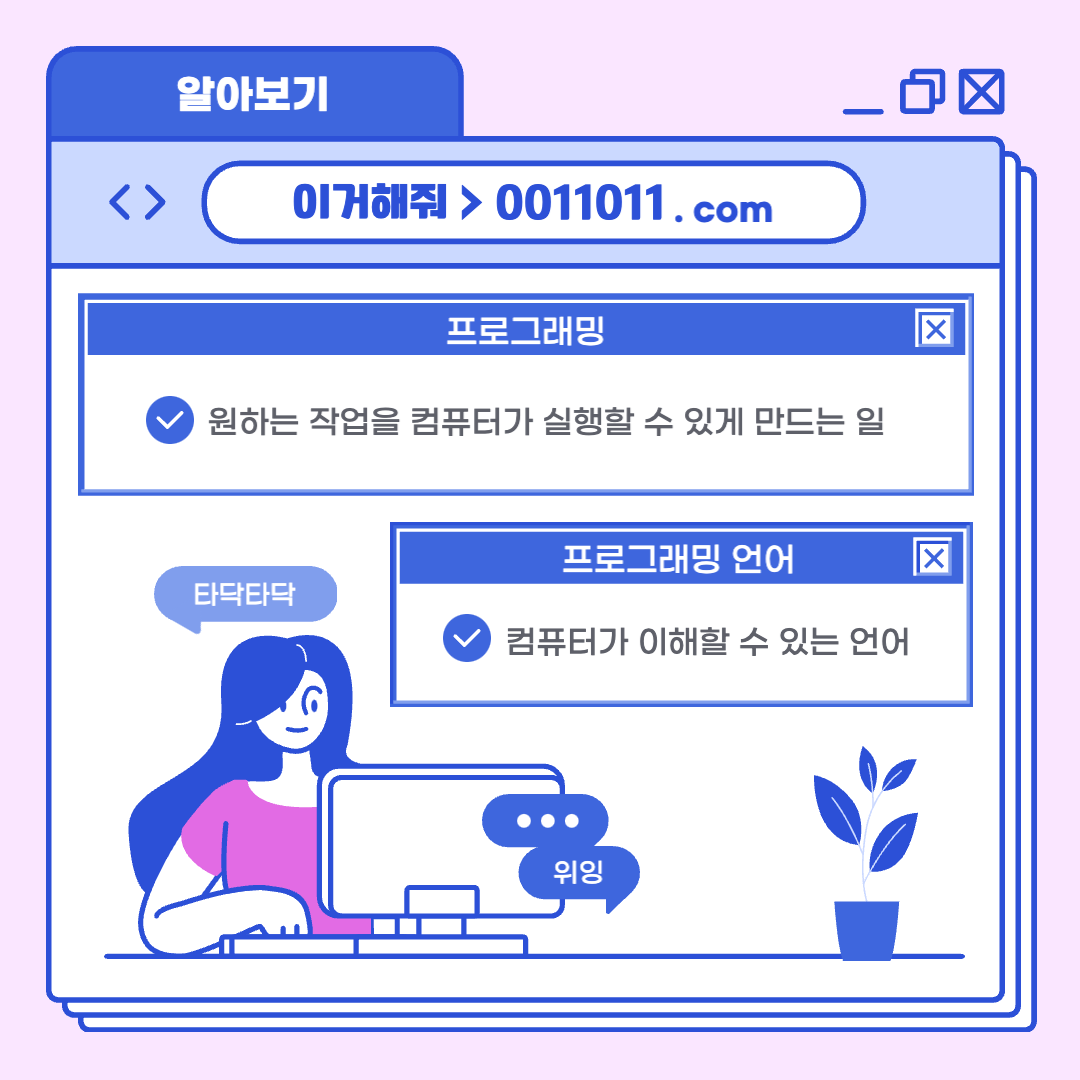 알아보기
이거해줘 > 0011011 . com
프로그래밍
원하는 작업을 컴퓨터가 실행할 수 있게 만드는 일
프로그래밍 언어
컴퓨터가 이해할 수 있는 언어
타닥타닥
위잉